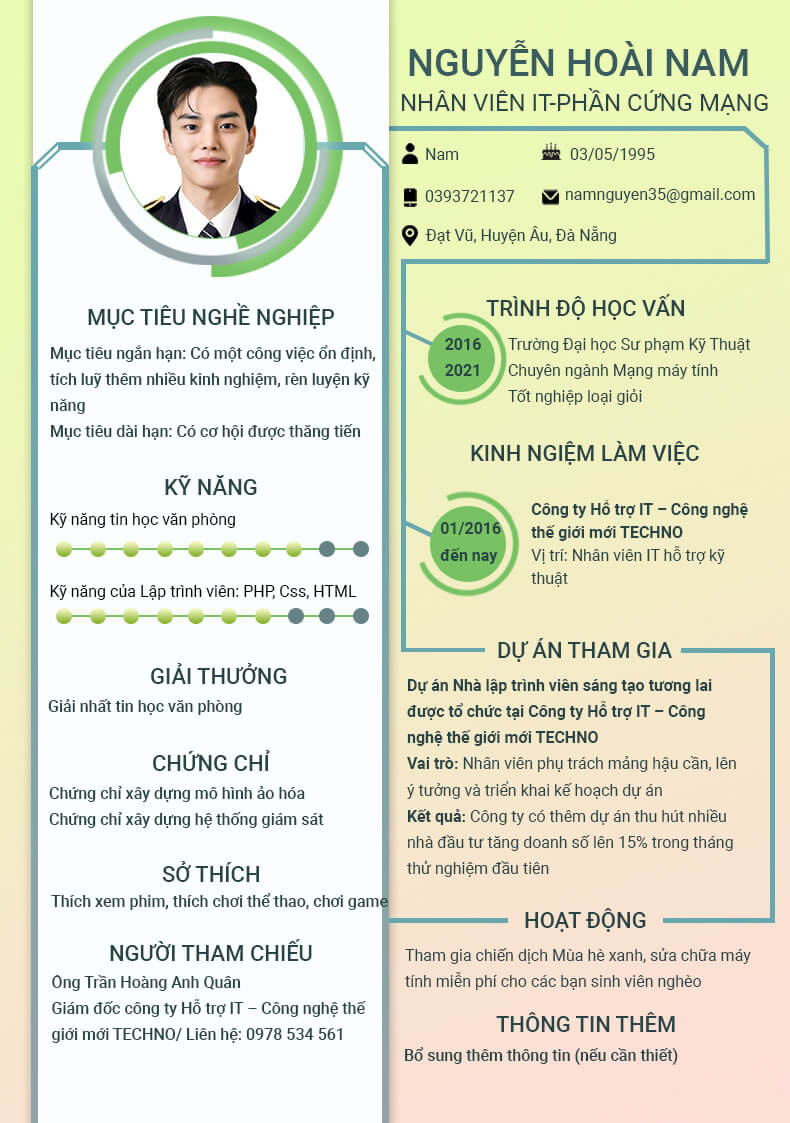 NGUYỄN HOÀI NAM
NHÂN VIÊN IT-PHẦN CỨNG MẠNG
Nam
03/05/1995
0393721137
namnguyen35@gmail.com
Đạt Vũ, Huyện Âu, Đà Nẵng
MỤC TIÊU NGHỀ NGHIỆP
Mục tiêu ngắn hạn: Có một công việc ổn định,
tích luỹ thêm nhiều kinh nghiệm, rèn luyện kỹ
năng
Mục tiêu dài hạn: Có cơ hội được thăng tiến
KỸ NĂNG
Kỹ năng tin học văn phòng
Kỹ năng của Lập trình viên: PHP, Css, HTML
GIẢI THƯỞNG
Giải nhất tin học văn phòng
CHỨNG CHỈ
Chứng chỉ xây dựng mô hình ảo hóa
Chứng chỉ xây dựng hệ thống giám sát
SỞ THÍCH
Thích xem phim, thích chơi thể thao, chơi game
NGƯỜI THAM CHIẾU
Ông Trần Hoàng Anh Quân
Giám đốc công ty Hỗ trợ IT – Công nghệ thế
giới mới TECHNO/ Liên hệ: 0978 534 561
TRÌNH ĐỘ HỌC VẤN
2016
2021
Trường Đại học Sư phạm Kỹ Thuật
Chuyên ngành Mạng máy tính
Tốt nghiệp loại giỏi
KINH NGIỆM LÀM VIỆC
01/2016
đến nay
Công ty Hỗ trợ IT – Công nghệ
thế giới mới TECHNO
Vị trí: Nhân viên IT hỗ trợ kỹ
thuật
DỰ ÁN THAM GIA
Dự án Nhà lập trình viên sáng tạo tương lai
được tổ chức tại Công ty Hỗ trợ IT – Công
nghệ thế giới mới TECHNO
Vai trò: Nhân viên phụ trách mảng hậu cần, lên
ý tưởng và triển khai kế hoạch dự án
Kết quả: Công ty có thêm dự án thu hút nhiều
nhà đầu tư tăng doanh số lên 15% trong tháng
thử nghiệm đầu tiên
HOẠT ĐỘNG
Tham gia chiến dịch Mùa hè xanh, sửa chữa máy
tính miễn phí cho các bạn sinh viên nghèo
THÔNG TIN THÊM
Bổ sung thêm thông tin (nếu cần thiết)